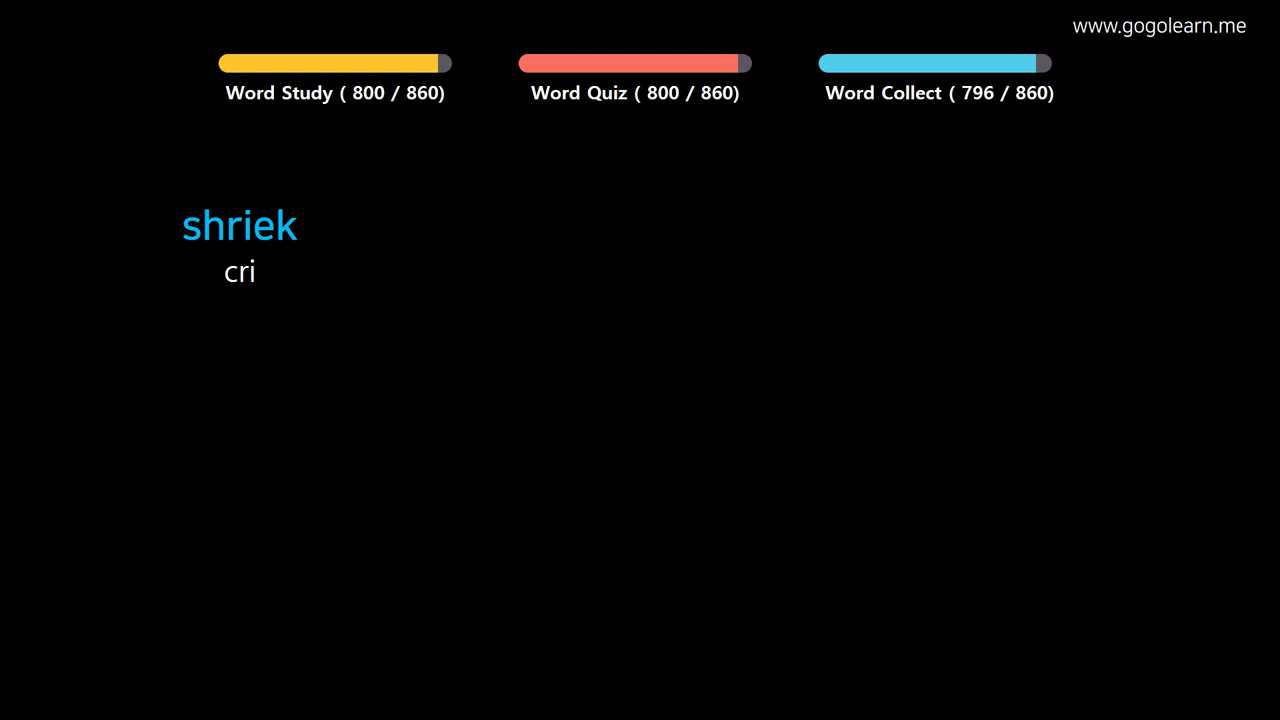 www.gogolearn.me
Word Study ( 800 / 860)
Word Quiz ( 800 / 860)
Word Collect ( 796 / 860)
shriek
cri